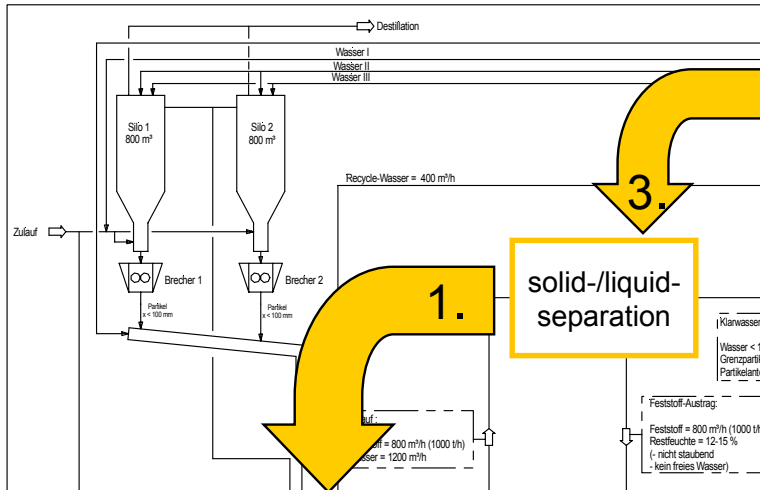 Destillation
Wasser I
Wasser II
Wasser III
Silo 1
800 m³
Silo 2
800 m³
Recycle-Wasser = 400 m³/h
3.
Zulauf
Brecher 1
Brecher 2
Partikel
x < 100 mm
Partikel
x < 100 mm
1.
solid-/liquid-
separation
Klarwasser
Wasser < 1
Grenzpartik
Partikelante
auf :
off = 800 m³/h (1000 t/h)
sser = 1200 m³/h
Feststoff-Austrag:
Feststoff = 800 m³/h (1000 t/h
Restfeuchte = 12-15 %
(- nicht staubend
- kein freies Wasser)